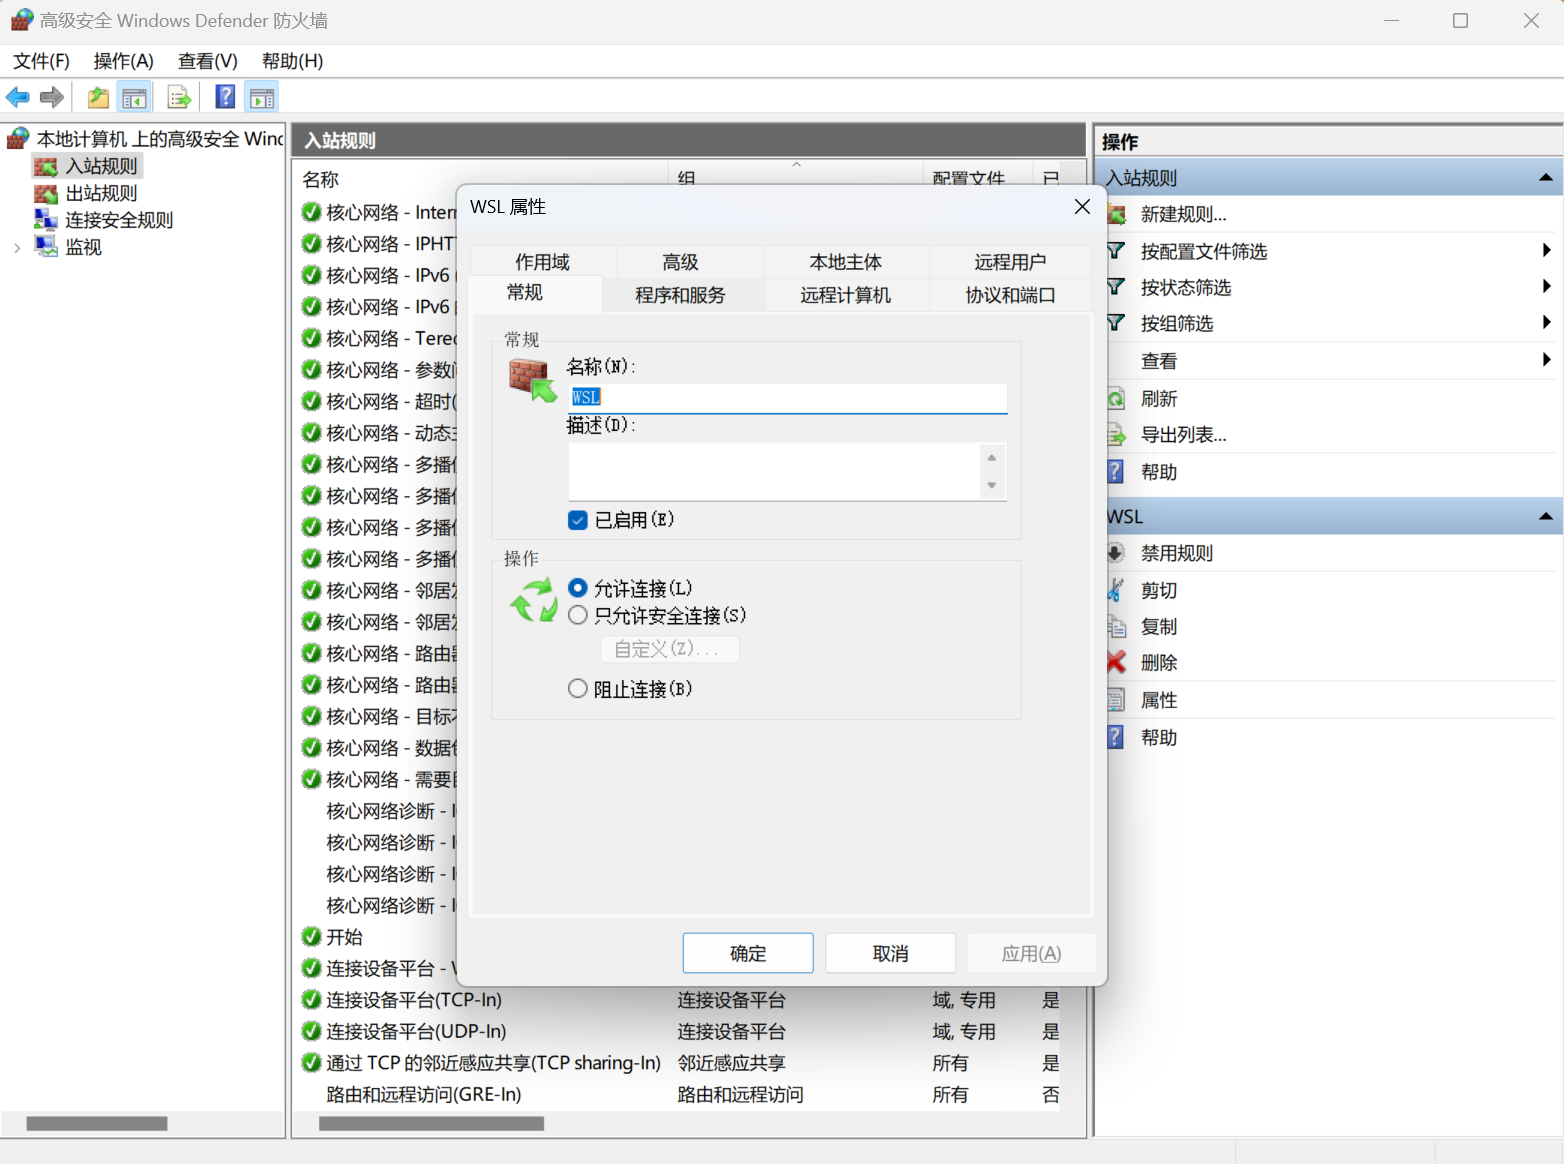 高级安全 Windows Defender 防火墙
文件(F) 操作(A) 查看(V) 帮助(H)
本地计算机 上的高级安全 Winc
入站规则
出站规则
连接安全规则
监视
入站规则
名称 组 配置文件 已
核心网络 - Intern
核心网络 - IPHT
核心网络 - IPv6
核心网络 - IPv6
核心网络 - Tered
核心网络 - 参数
核心网络 - 超时(
核心网络 - 动态
核心网络 - 多播
核心网络 - 多播
核心网络 - 多播
核心网络 - 多播
核心网络 - 邻居
核心网络 - 邻居
核心网络 - 路由
核心网络 - 路由
核心网络 - 目标
核心网络 - 数据
核心网络 - 需要
核心网络诊断 - I
核心网络诊断 - I
核心网络诊断 - I
核心网络诊断 - I
开始
连接设备平台 -
连接设备平台(TCP-In) 连接设备平台 域, 专用 是
连接设备平台(UDP-In) 连接设备平台 域, 专用 是
通过 TCP 的邻近感应共享(TCP sharing-In) 邻近感应共享 所有 是
路由和远程访问(GRE-In) 路由和远程访问 所有 否
WSL 属性
作用域 高级 本地主体 远程用户
常规 程序和服务 远程计算机 协议和端口
常规
名称(N):
WSL
描述(D):
已启用(E)
操作
允许连接(L)
只允许安全连接(S)
自定义(Z)...
阻止连接(B)
确定 取消 应用(A)
操作
入站规则
新建规则...
按配置文件筛选
按状态筛选
按组筛选
查看
刷新
导出列表...
帮助
WSL
禁用规则
剪切
复制
删除
属性
帮助